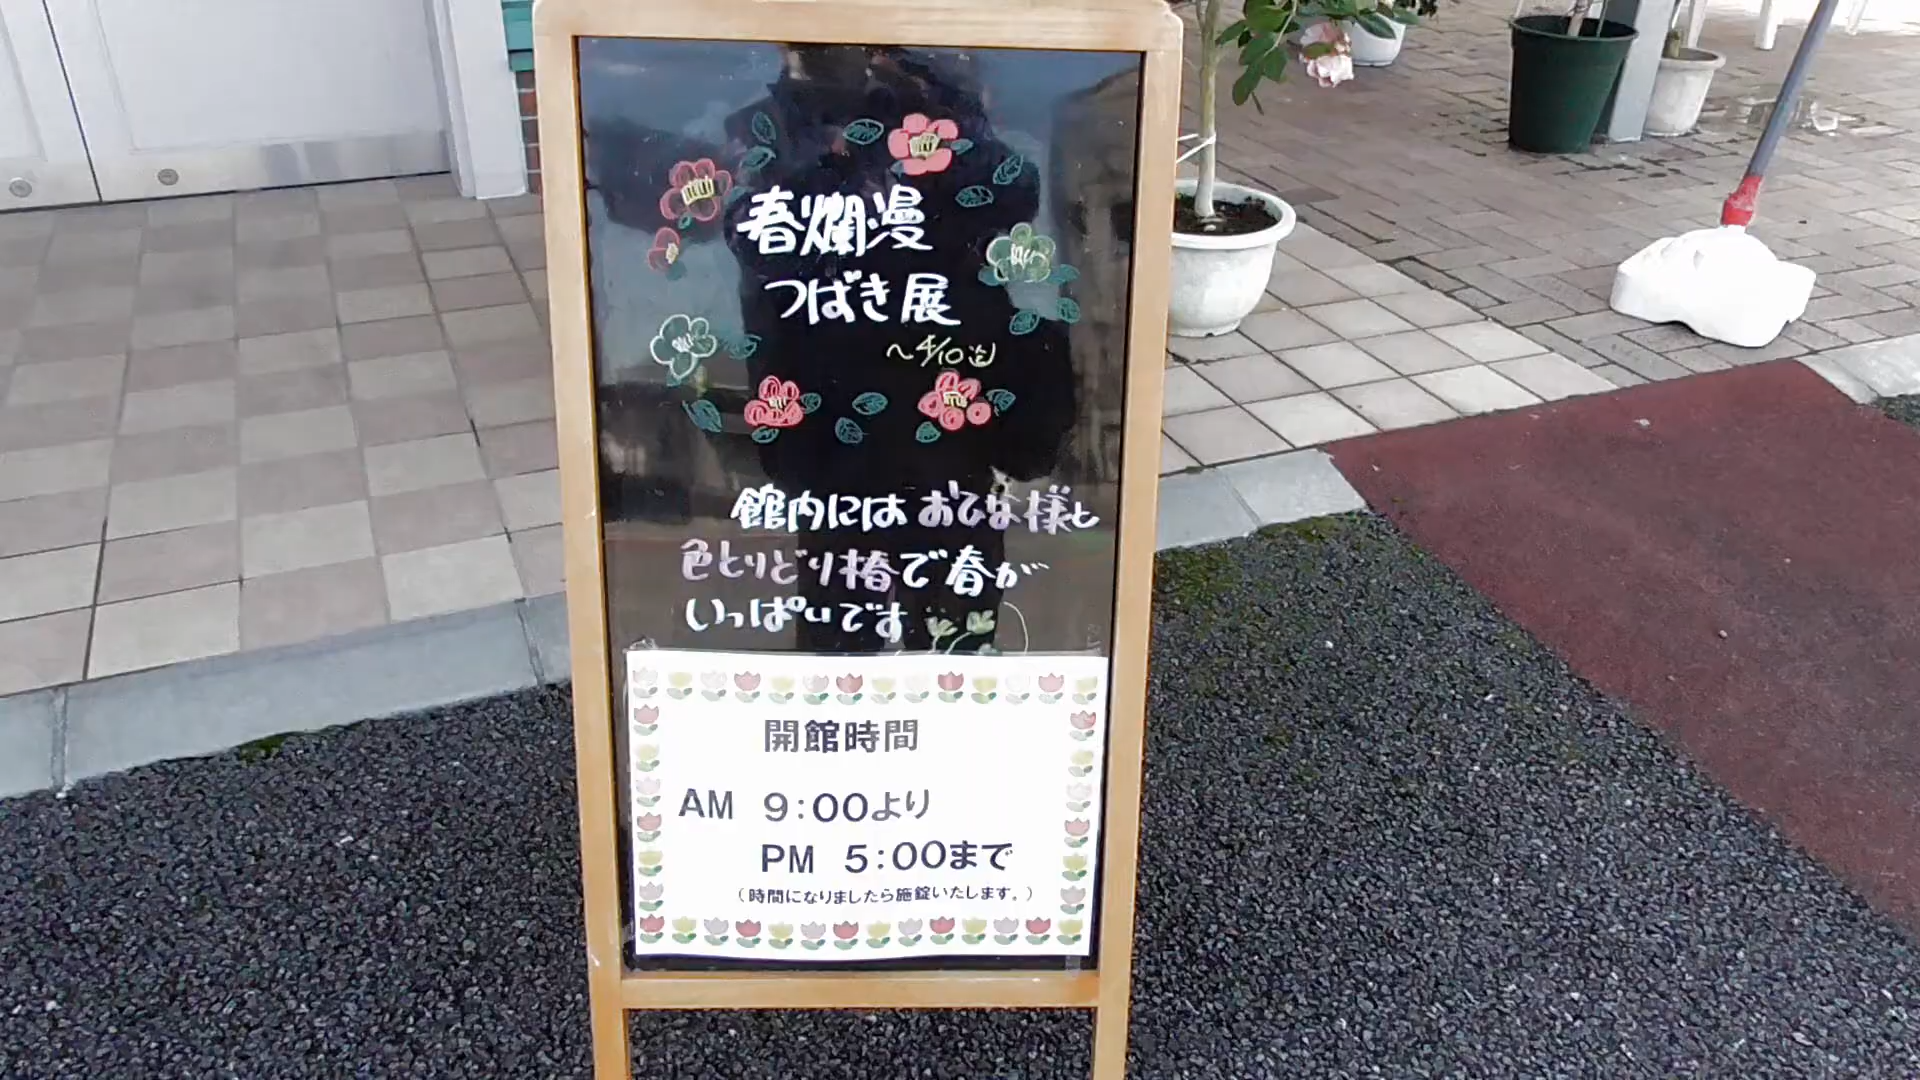 春爛漫
つばき展
～4/10迄
館内には おひな様と
色とりどり椿で春が
いっぱいです
開館時間
AM 9:00より
PM 5:00まで
（時間になりましたら施錠いたします。）